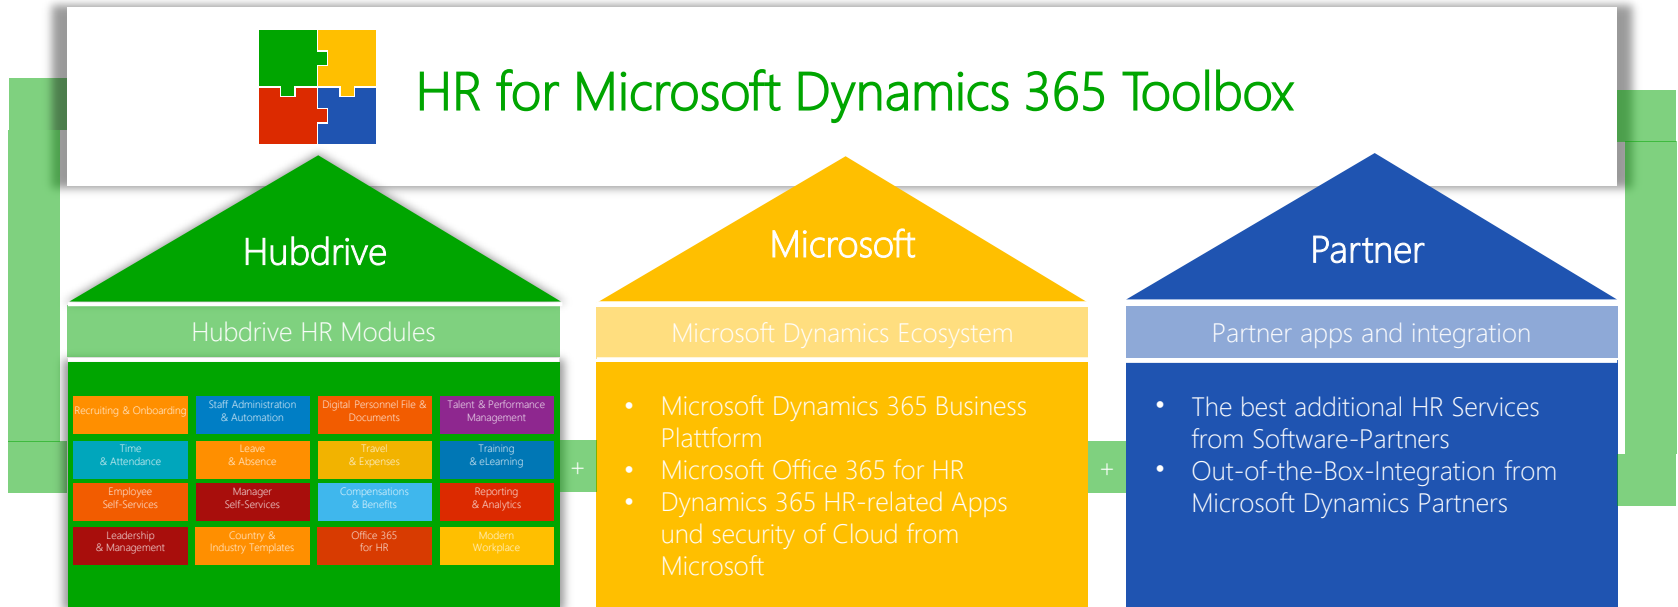 HR for Microsoft Dynamics 365 Toolbox
Hubdrive
Hubdrive HR Modules
Recruiting & Onboarding
Staff Administration
& Automation
Digital Personnel File &
Documents
Talent & Performance
Management
Time
& Attendance
Leave
& Absence
Travel
& Expenses
Training
& eLearning
Employee
Self-Services
Manager
Self-Services
Compensations
& Benefits
Reporting
& Analytics
Leadership
& Management
Country &
Industry Templates
Office 365
for HR
Modern
Workplace
+
Microsoft
Microsoft Dynamics Ecosystem
• Microsoft Dynamics 365 Business
Plattform
• Microsoft Office 365 for HR
• Dynamics 365 HR-related Apps
und security of Cloud from
Microsoft
+
Partner
Partner apps and integration
• The best additional HR Services
from Software-Partners
• Out-of-the-Box-Integration from
Microsoft Dynamics Partners